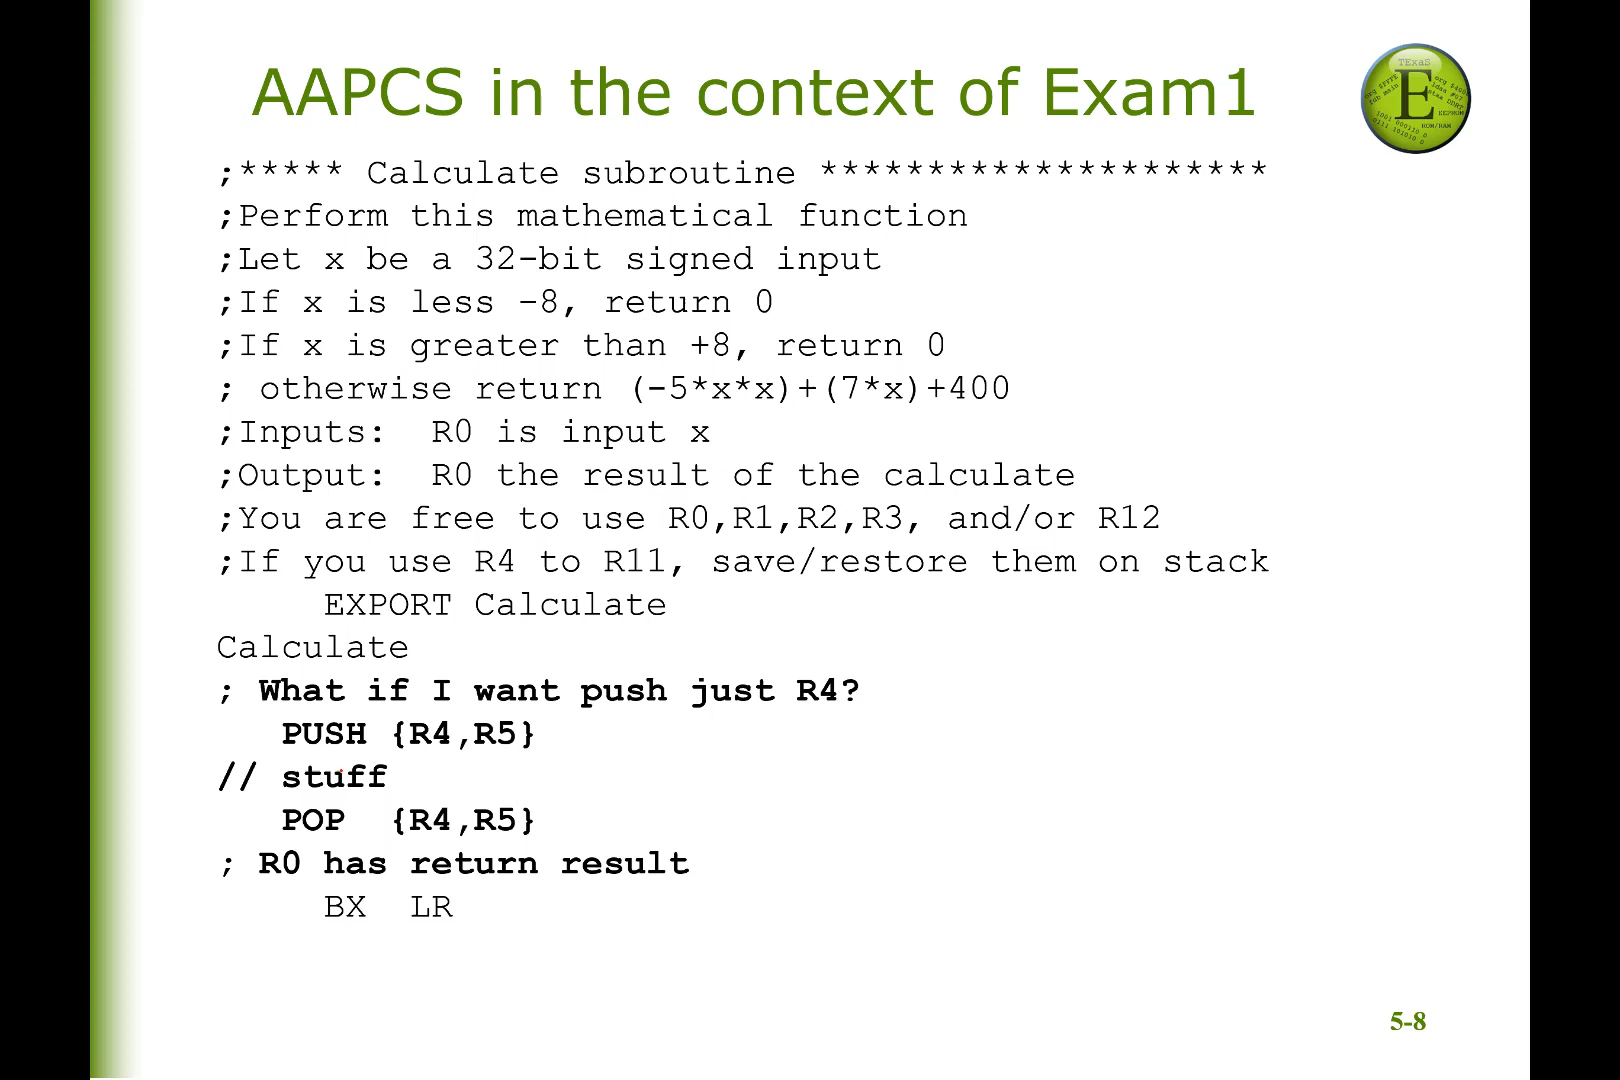 AAPCS in the context of Exam1
TExaS
E
;***** Calculate subroutine *********************
;Perform this mathematical function
;Let x be a 32-bit signed input
;If x is less -8, return 0
;If x is greater than +8, return 0
; otherwise return (-5*x*x)+(7*x)+400
;Inputs:  R0 is input x
;Output:  R0 the result of the calculate
;You are free to use R0,R1,R2,R3, and/or R12
;If you use R4 to R11, save/restore them on stack
     EXPORT Calculate
Calculate
; What if I want push just R4?
   PUSH {R4,R5}
// stuff
   POP  {R4,R5}
; R0 has return result
     BX  LR
5-8